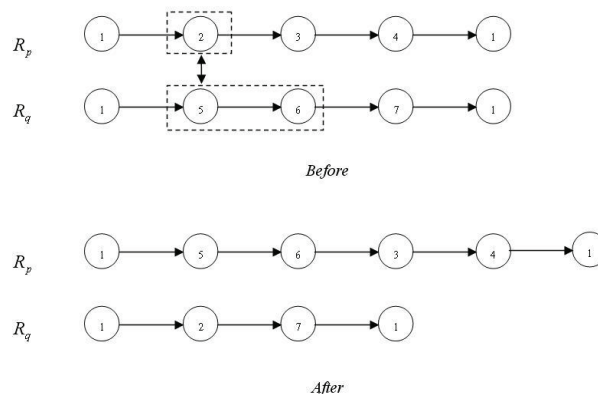 R_p 1 2 3 4 1
R_q 1 5 6 7 1
Before
R_p 1 5 6 3 4 1
R_q 1 2 7 1
After